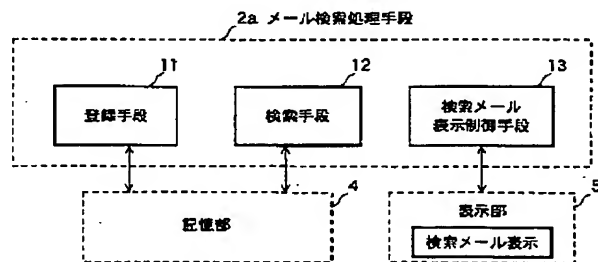 2a メール検索処理手段
11
12
13
登録手段
検索手段
検索メール
表示制御手段
4
5
記憶部
表示部
検索メール表示